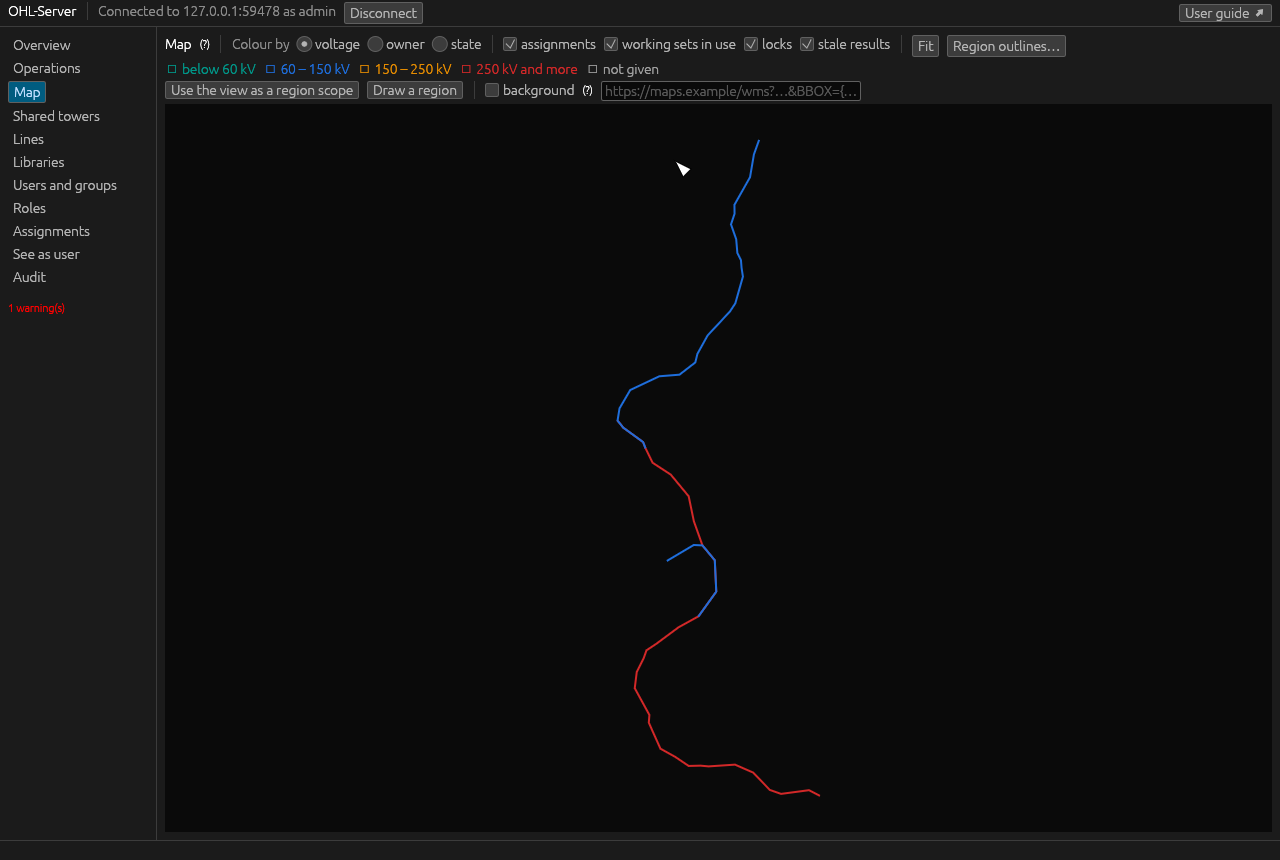 OHL-Server Connected to 127.0.0.1:59478 as admin Disconnect User guide
Overview
Operations
Map
Shared towers
Lines
Libraries
Users and groups
Roles
Assignments
See as user
Audit
1 warning(s)
Map (?) Colour by voltage owner state assignments working sets in use locks stale results Fit Region outlines…
below 60 kV 60 – 150 kV 150 – 250 kV 250 kV and more not given
Use the view as a region scope Draw a region background (?) https://maps.example/wms?…&BBOX={…